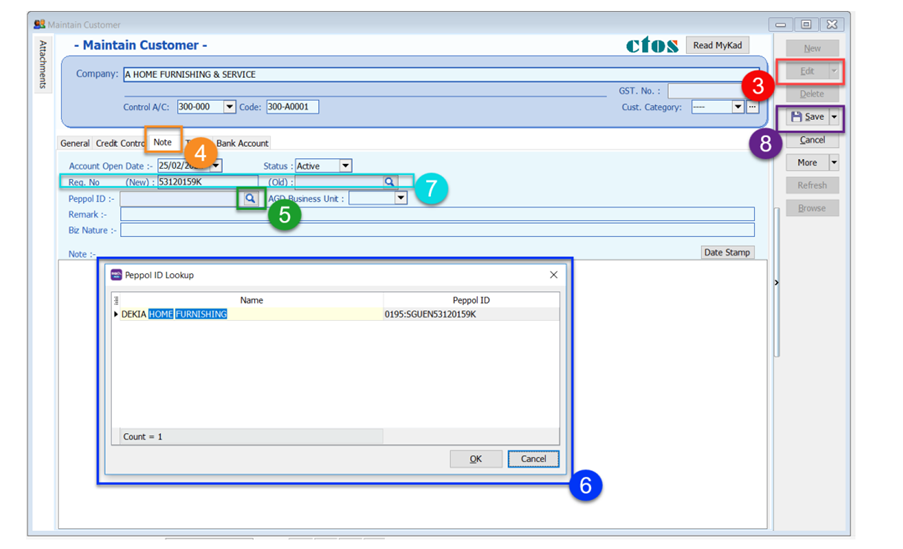 Maintain Customer
Attachments
- Maintain Customer -
ctos
Read MyKad
New
Company: A HOME FURNISHING & SERVICE
Edit
3
GST. No. :
Delete
Control A/C: 300-000 Code: 300-A0001
Cust. Category: ----
Save
8
General Credit Contro Note Bank Account
Cancel
4
Account Open Date :- 25/02/ Status : Active
More
Reg. No (New) : 53120159K (Old) :
7
Refresh
Peppol ID :- AGD Business Unit :
5
Remark :-
Browse
Biz Nature :-
Note :-
Date Stamp
Peppol ID Lookup
Name Peppol ID
DEKIA HOME FURNISHING 0195:SGUEN53120159K
Count = 1
OK Cancel
6